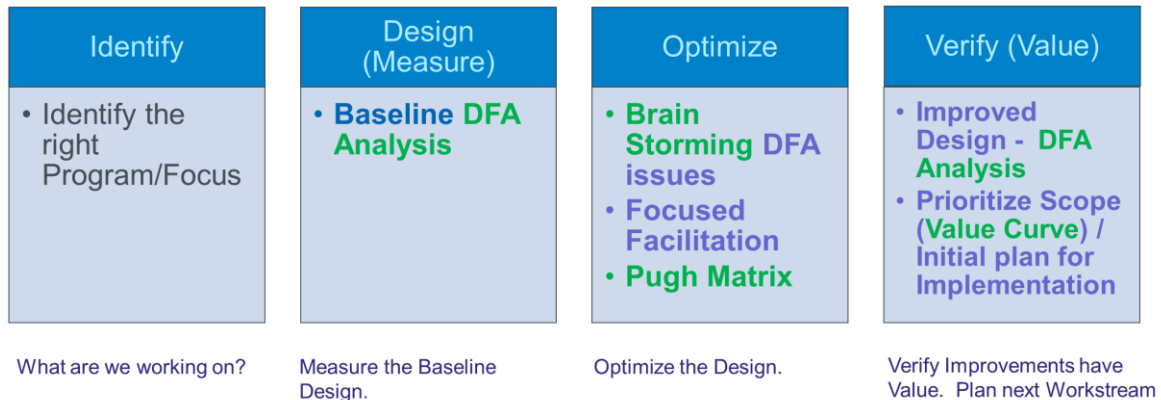 Identify
• Identify the
right
Program/Focus
What are we working on?
Design
(Measure)
• Baseline DFA
Analysis
Measure the Baseline
Design.
Optimize
• Brain
Storming DFA
issues
• Focused
Facilitation
• Pugh Matrix
Optimize the Design.
Verify (Value)
• Improved
Design - DFA
Analysis
• Prioritize Scope
(Value Curve) /
Initial plan for
Implementation
Verify Improvements have
Value. Plan next Workstream